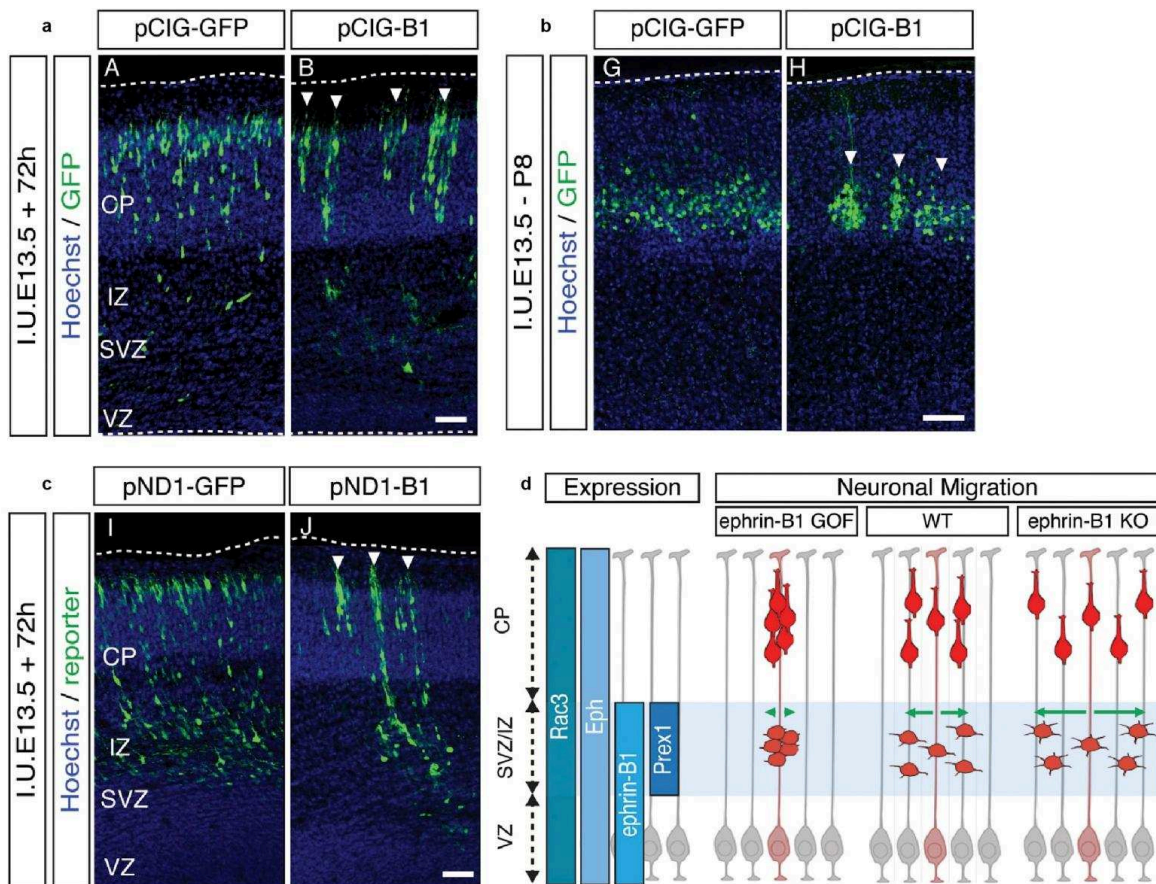 a
pCIG-GFP
pCIG-B1
I.U.E13.5 + 72h
Hoechst / GFP
A
B
CP
IZ
SVZ
VZ
b
pCIG-GFP
pCIG-B1
I.U.E13.5 - P8
Hoechst / GFP
G
H
c
pND1-GFP
pND1-B1
I.U.E13.5 + 72h
Hoechst / reporter
I
J
CP
IZ
SVZ
VZ
d
Expression
Neuronal Migration
ephrin-B1 GOF
WT
ephrin-B1 KO
CP
SVZ/IZ
VZ
Rac3
Eph
ephrin-B1
Prex1